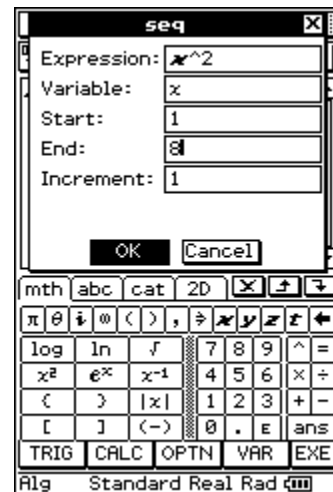 seq
Expression: x^2
Variable: x
Start: 1
End: 8
Increment: 1
OK Cancel
mth abc cat 2D
π θ i ∞ ( ) , ⇒ x y z t ←
log ln √ 7 8 9 ^ =
x² eˣ x⁻¹ 4 5 6 × ÷
( ) |x| 1 2 3 + −
[ ] (−) 0 . E ans
TRIG CALC OPTN VAR EXE
Alg Standard Real Rad